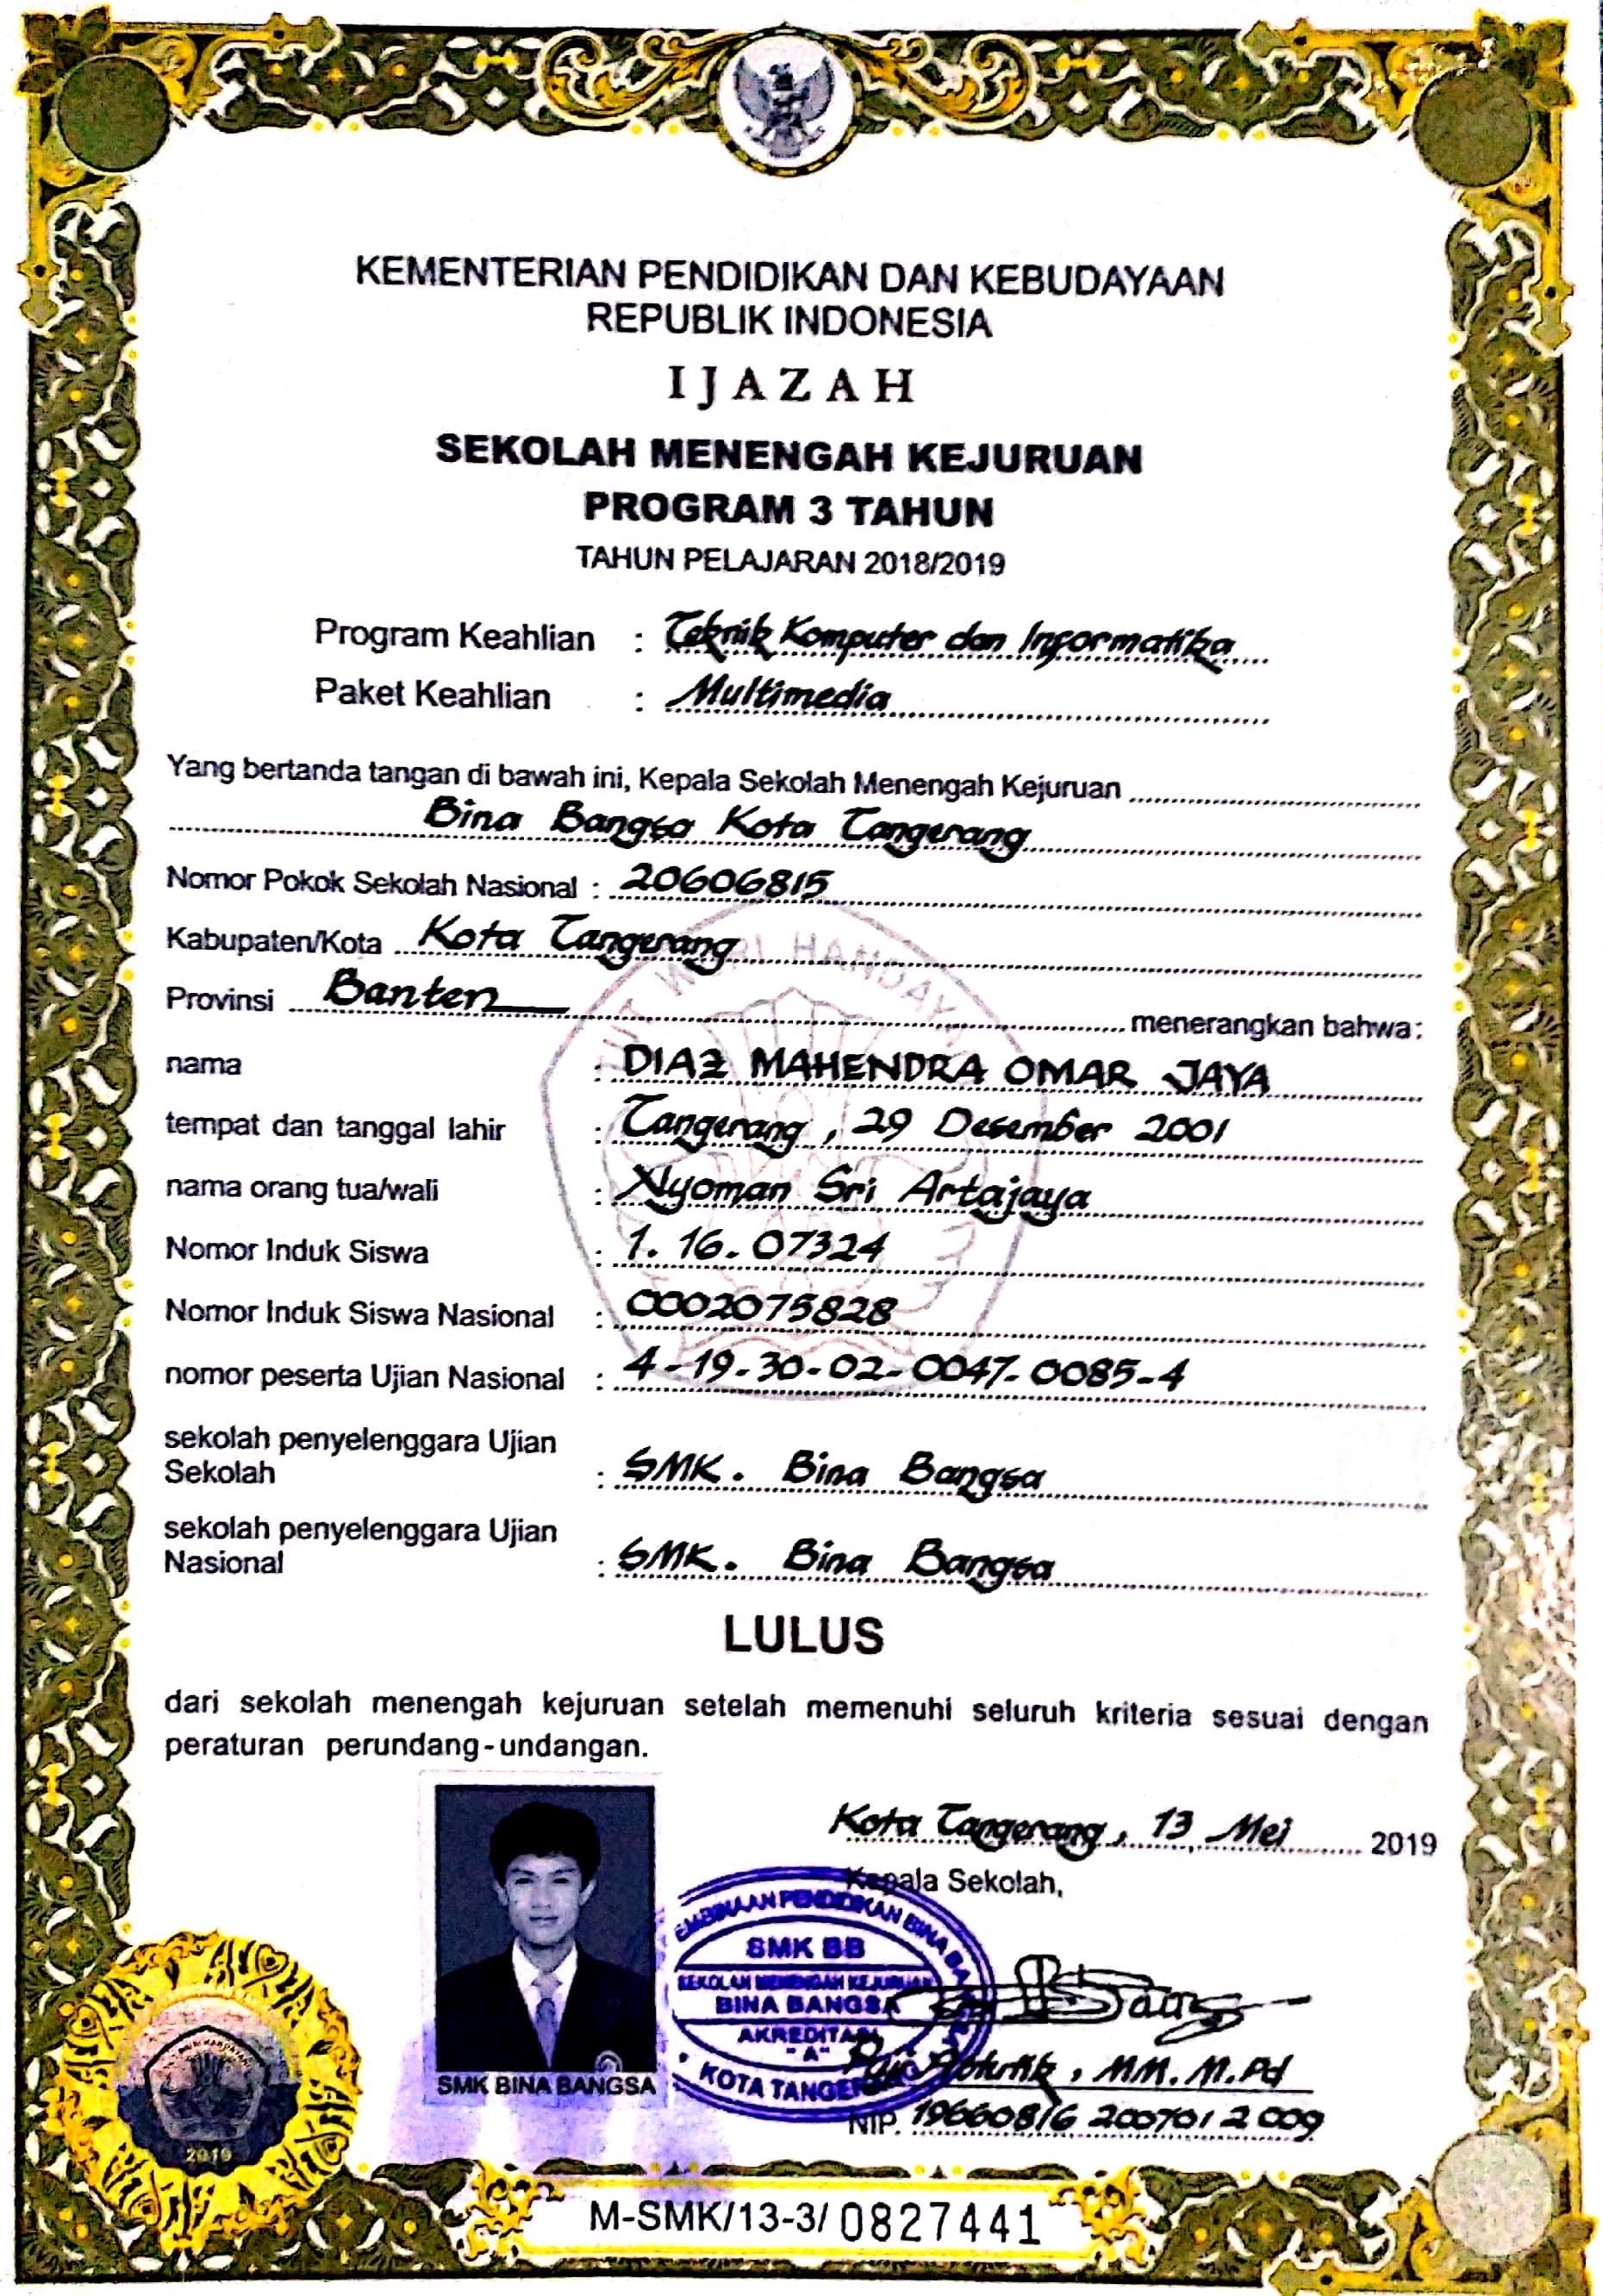 KEMENTERIAN PENDIDIKAN DAN KEBUDAYAAN
REPUBLIK INDONESIA
IJAZAH
SEKOLAH MENENGAH KEJURUAN
PROGRAM 3 TAHUN
TAHUN PELAJARAN 2018/2019
Program Keahlian : Teknik Komputer dan Informatika
Paket Keahlian : Multimedia
Yang bertanda tangan di bawah ini, Kepala Sekolah Menengah Kejuruan
Bina Bangsa Kota Tangerang
Nomor Pokok Sekolah Nasional : 20606815
Kabupaten/Kota Kota Tangerang
Provinsi Banten menerangkan bahwa:
nama : DIAZ MAHENDRA OMAR JAYA
tempat dan tanggal lahir : Tangerang, 29 Desember 2001
nama orang tua/wali : Nyoman Sri Artajaya
Nomor Induk Siswa : 1.16.07324
Nomor Induk Siswa Nasional : 0002075828
nomor peserta Ujian Nasional : 4-19-30-02-0047-0085-4
sekolah penyelenggara Ujian
Sekolah : SMK. Bina Bangsa
sekolah penyelenggara Ujian
Nasional : SMK. Bina Bangsa
LULUS
dari sekolah menengah kejuruan setelah memenuhi seluruh kriteria sesuai dengan
peraturan perundang-undangan.
Kota Tangerang, 13 Mei 2019
Kepala Sekolah,
PENDIDIKAN BINA
SMK BB
SEKOLAH MENENGAH KEJURUAN
BINA BANGSA
AKREDITASI
"A"
KOTA
MM. M.Pd
NIP. 19660816 200701 2 009
SMK BINA BANGSA
2019
M-SMK/13-3/ 0827441